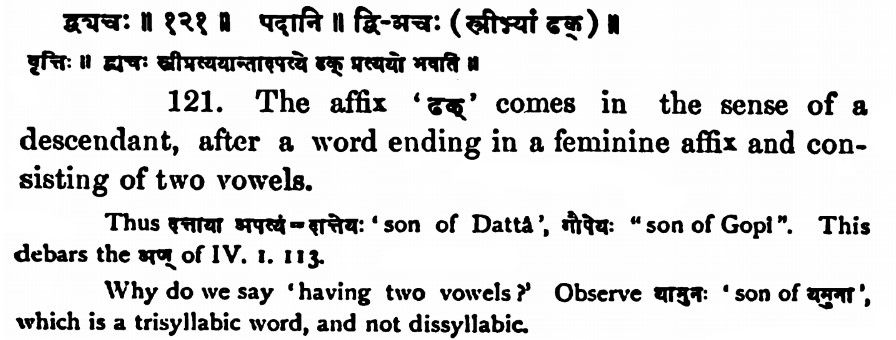 द्व्यचः ॥ १२१ ॥ पदानि ॥ द्वि-अचः ( स्त्रीभ्यां ढक् ) ॥
वृत्तिः ॥ द्व्यचः स्त्रीप्रत्ययान्तादपत्ये ढक् प्रत्ययो भवति ॥
121. The affix ‘ढक्’ comes in the sense of a
descendant, after a word ending in a feminine affix and con-
sisting of two vowels.
Thus दत्ताया अपत्यं = दात्तेयः ‘son of Dattâ’, गौपेयः “son of Gopî”. This
debars the अण् of IV. 1. 113.
Why do we say ‘having two vowels?’ Observe यामुनः ‘son of यमुना’,
which is a trisyllabic word, and not dissyllabic.